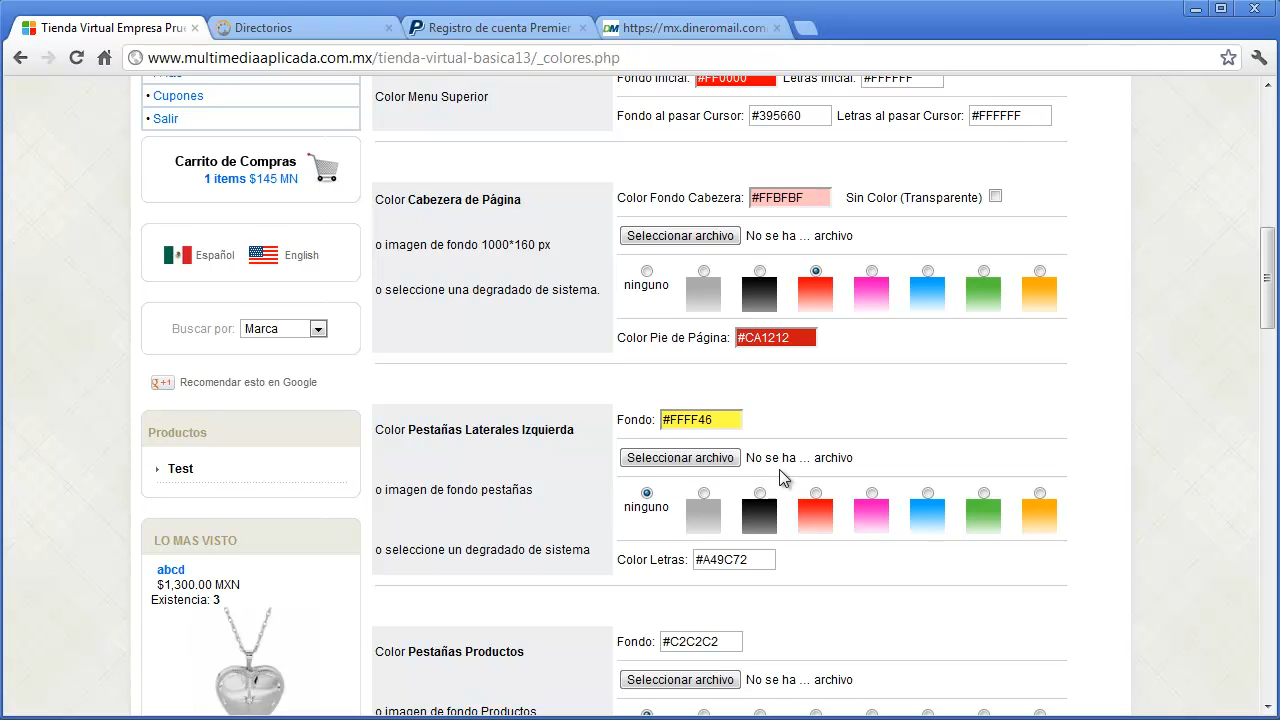 Tienda Virtual Empresa Pru
Directorios
Registro de cuenta Premier
https://mx.dineromail.com/
www.multimediaaplicada.com.mx/tienda-virtual-basica13/_colores.php
• Cupones
• Salir
Carrito de Compras
1 items $145 MN
Español English
Buscar por: Marca
g +1 Recomendar esto en Google
Productos
Test
LO MAS VISTO
abcd
$1,300.00 MXN
Existencia: 3
Fondo Inicial: #FF0000 Letras Inicial: #FFFFFF
Color Menu Superior
Fondo al pasar Cursor: #395660 Letras al pasar Cursor: #FFFFFF
Color Cabezera de Página
Color Fondo Cabezera: #FFBFBF Sin Color (Transparente)
o imagen de fondo 1000*160 px
Seleccionar archivo No se ha ... archivo
o seleccione una degradado de sistema.
ninguno
Color Pie de Página: #CA1212
Color Pestañas Laterales Izquierda
Fondo: #FFFF46
Seleccionar archivo No se ha ... archivo
o imagen de fondo pestañas
ninguno
o seleccione un degradado de sistema
Color Letras: #A49C72
Color Pestañas Productos
Fondo: #C2C2C2
Seleccionar archivo No se ha ... archivo
o imagen de fondo Productos